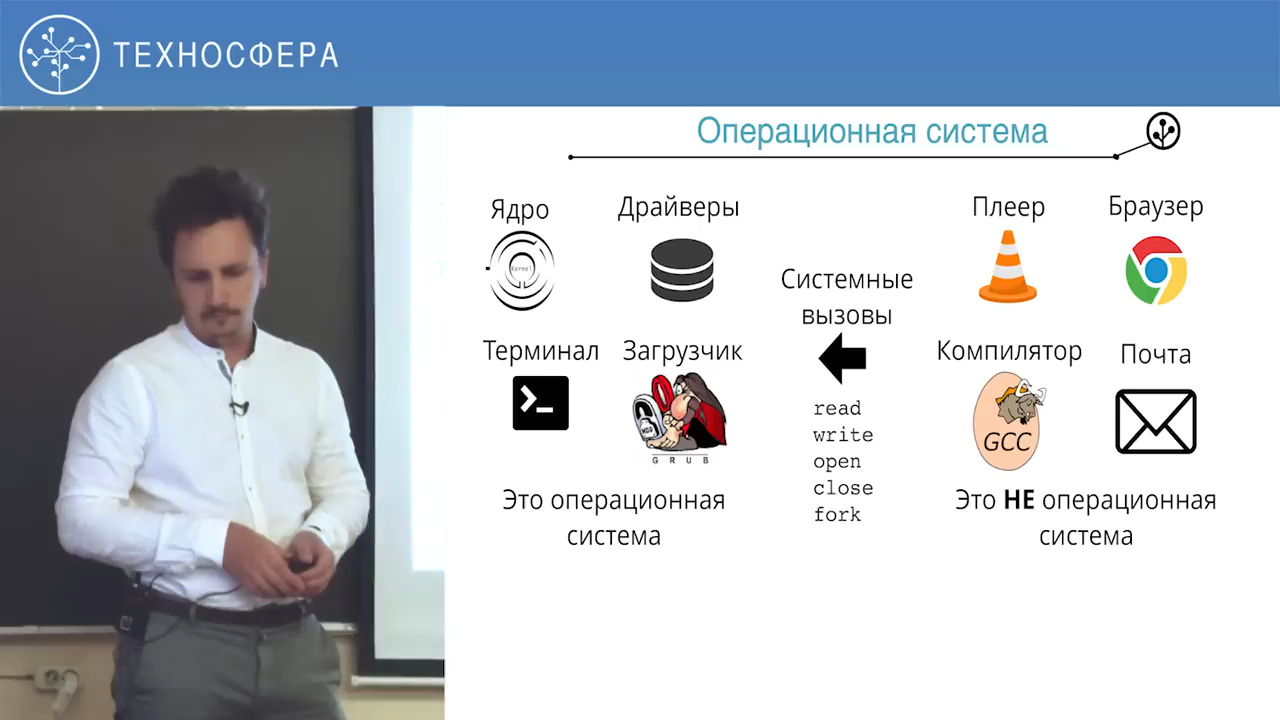 ТЕХНОСФЕРА
Операционная система
Ядро
Драйверы
Kernel
Терминал
Загрузчик
GRUB
Это операционная
система
Системные
вызовы
read
write
open
close
fork
Плеер
Браузер
Компилятор
Почта
GCC
Это НЕ операционная
система